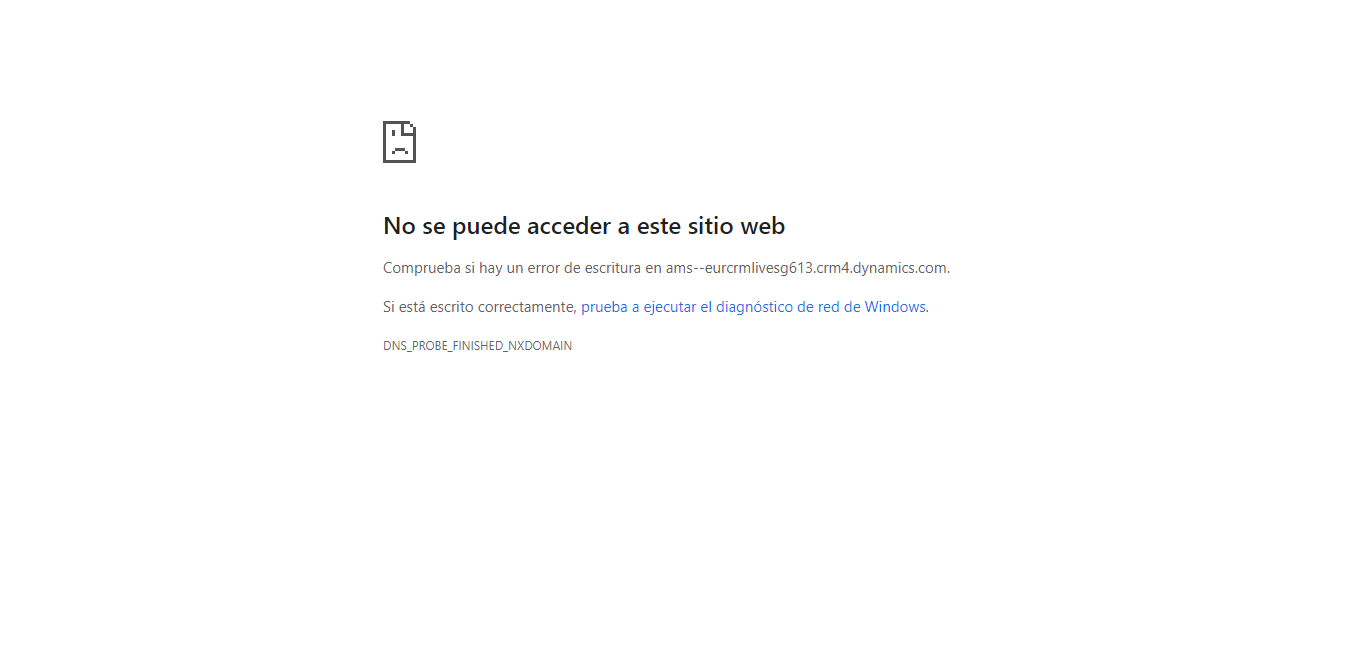 No se puede acceder a este sitio web
Comprueba si hay un error de escritura en ams--eurcrmlivesg613.crm4.dynamics.com.
Si está escrito correctamente, prueba a ejecutar el diagnóstico de red de Windows.
DNS_PROBE_FINISHED_NXDOMAIN